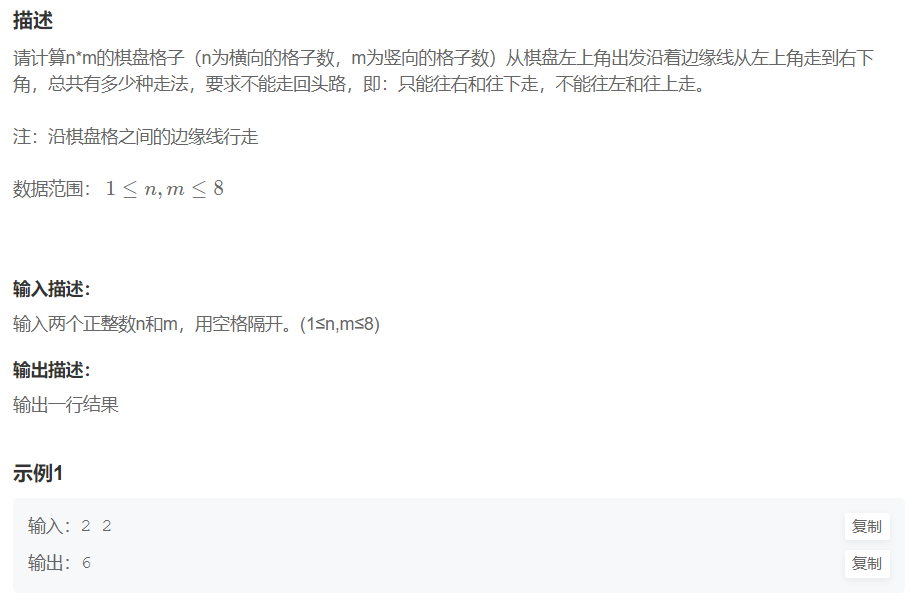 描述
请计算n*m的棋盘格子（n为横向的格子数，m为竖向的格子数）从棋盘左上角出发沿着边缘线从左上角走到右下
角，总共有多少种走法，要求不能走回头路，即：只能往右和往下走，不能往左和往上走。
注：沿棋盘格之间的边缘线行走
数据范围： 1 ≤ n, m ≤ 8
输入描述：
输入两个正整数n和m，用空格隔开。(1≤n,m≤8)
输出描述：
输出一行结果
示例1
输入：2 2
复制
输出：6
复制